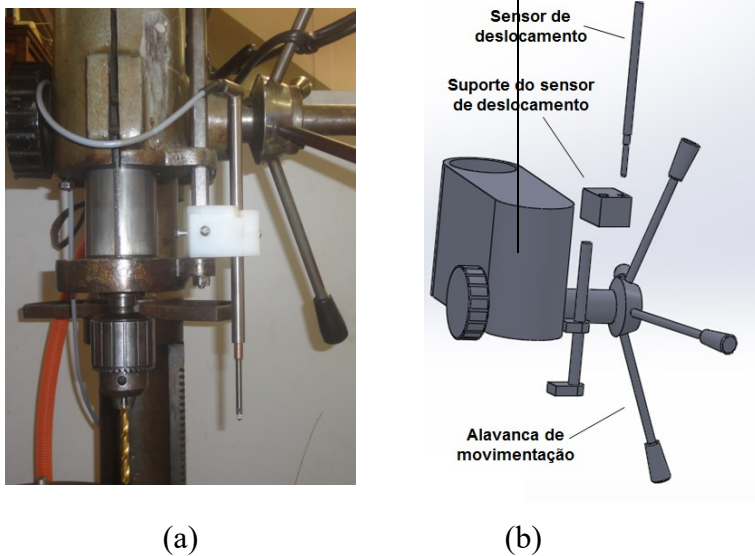 Sensor de
deslocamento
Suporte do sensor
de deslocamento
Alavanca de
movimentação
(a)
(b)